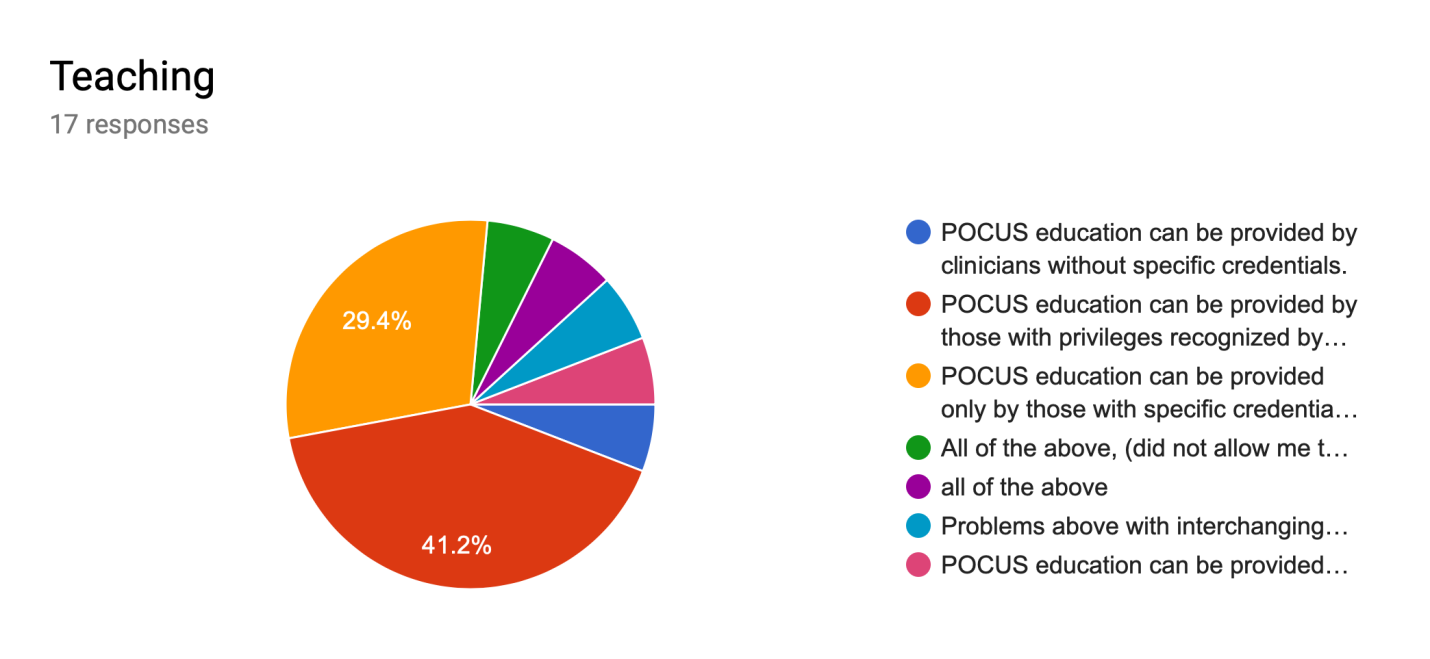 Teaching
17 responses
29.4%
41.2%
POCUS education can be provided by
clinicians without specific credentials.
POCUS education can be provided by
those with privileges recognized by…
POCUS education can be provided
only by those with specific credentia…
All of the above, (did not allow me t…
all of the above
Problems above with interchanging…
POCUS education can be provided…